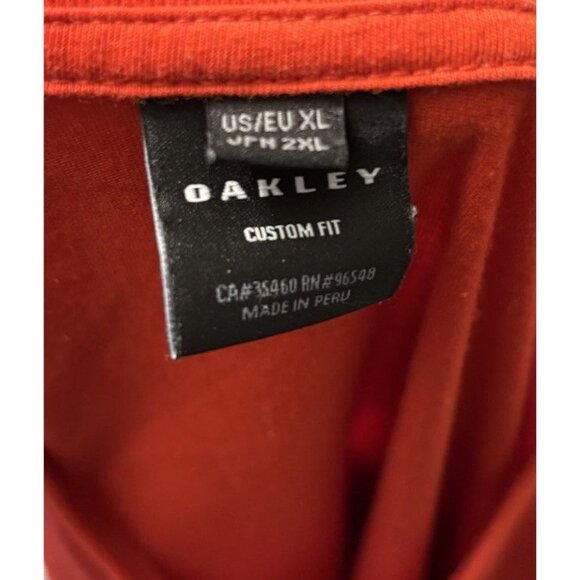 US/EU XL
JPN 2XL
OAKLEY
CUSTOM FIT
CA#35460 RN#96548
MADE IN PERU